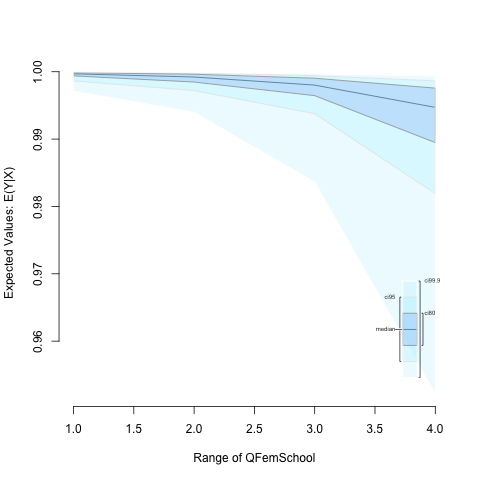 Expected Values: E(Y|X)
1.00
0.99
0.98
0.97
0.96
ci99.9
ci95
ci80
median
1.0 1.5 2.0 2.5 3.0 3.5 4.0
Range of QFemSchool